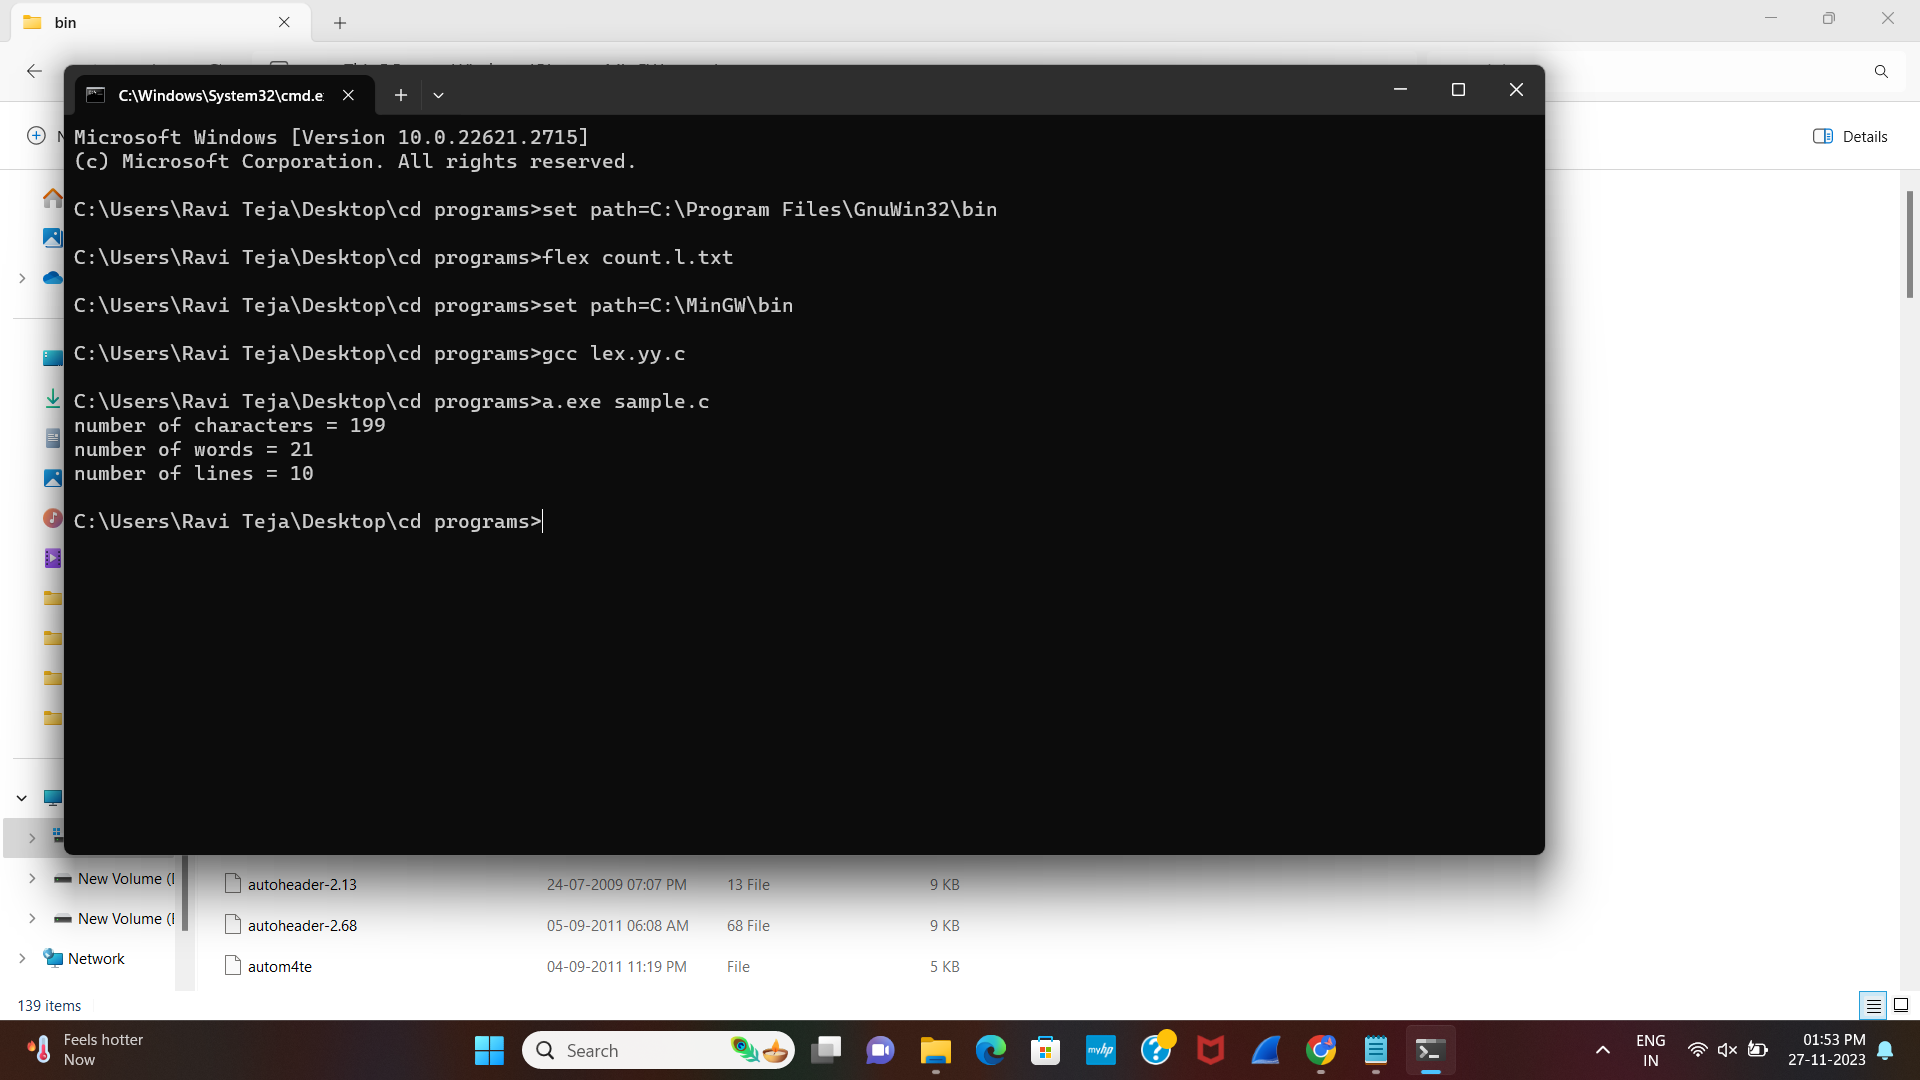 bin
C:\Windows\System32\cmd.e
Details
Microsoft Windows [Version 10.0.22621.2715]
(c) Microsoft Corporation. All rights reserved.
C:\Users\Ravi Teja\Desktop\cd programs>set path=C:\Program Files\GnuWin32\bin
C:\Users\Ravi Teja\Desktop\cd programs>flex count.l.txt
C:\Users\Ravi Teja\Desktop\cd programs>set path=C:\MinGW\bin
C:\Users\Ravi Teja\Desktop\cd programs>gcc lex.yy.c
C:\Users\Ravi Teja\Desktop\cd programs>a.exe sample.c
number of characters = 199
number of words = 21
number of lines = 10
C:\Users\Ravi Teja\Desktop\cd programs>
New Volume (
autoheader-2.13 24-07-2009 07:07 PM 13 File 9 KB
New Volume (
autoheader-2.68 05-09-2011 06:08 AM 68 File 9 KB
Network
autom4te 04-09-2011 11:19 PM File 5 KB
139 items
Feels hotter
Now
Search
myhp
ENG
IN
01:53 PM
27-11-2023